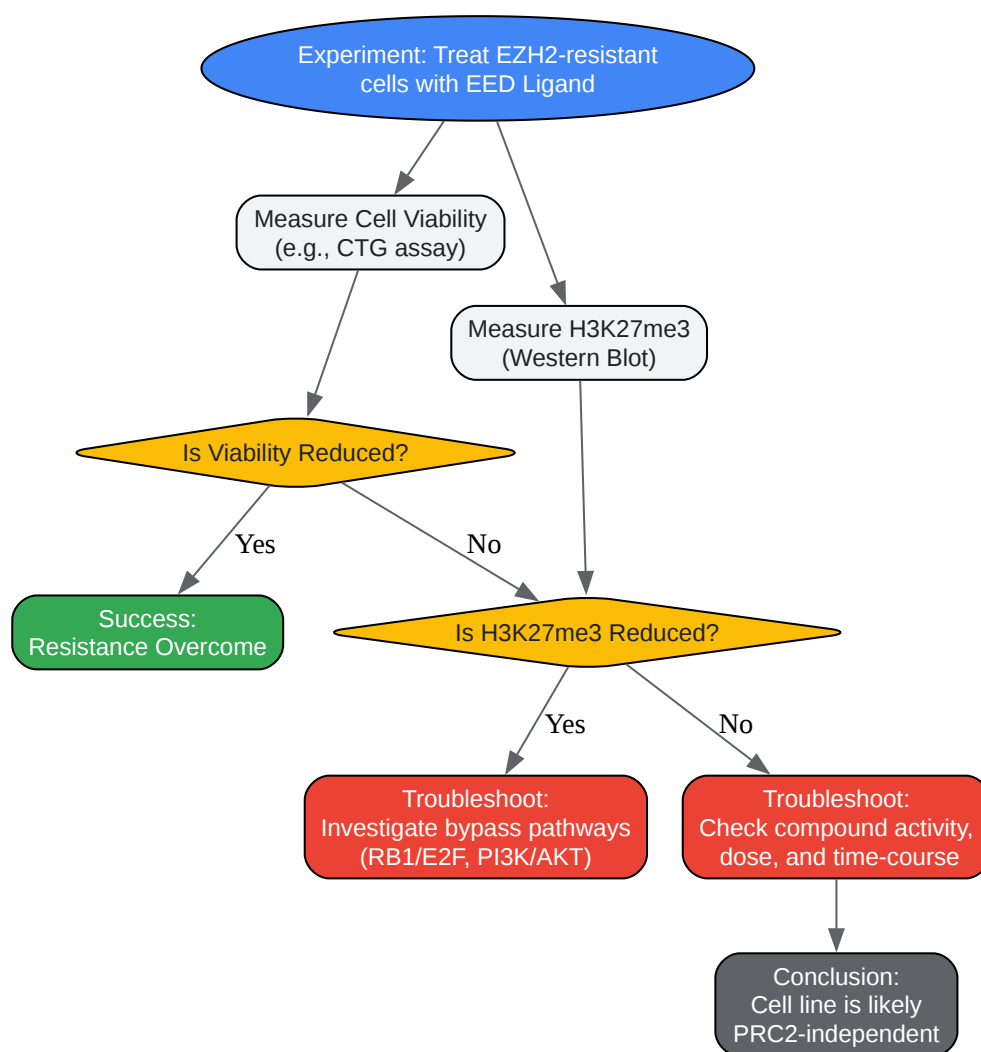 Experiment: Treat EZH2-resistant
cells with EED Ligand
Measure Cell Viability
(e.g., CTG assay)
Measure H3K27me3
(Western Blot)
Is Viability Reduced?
Yes
No
Success:
Resistance Overcome
Is H3K27me3 Reduced?
Yes
No
Troubleshoot:
Investigate bypass pathways
(RB1/E2F, PI3K/AKT)
Troubleshoot:
Check compound activity,
dose, and time-course
Conclusion:
Cell line is likely
PRC2-independent